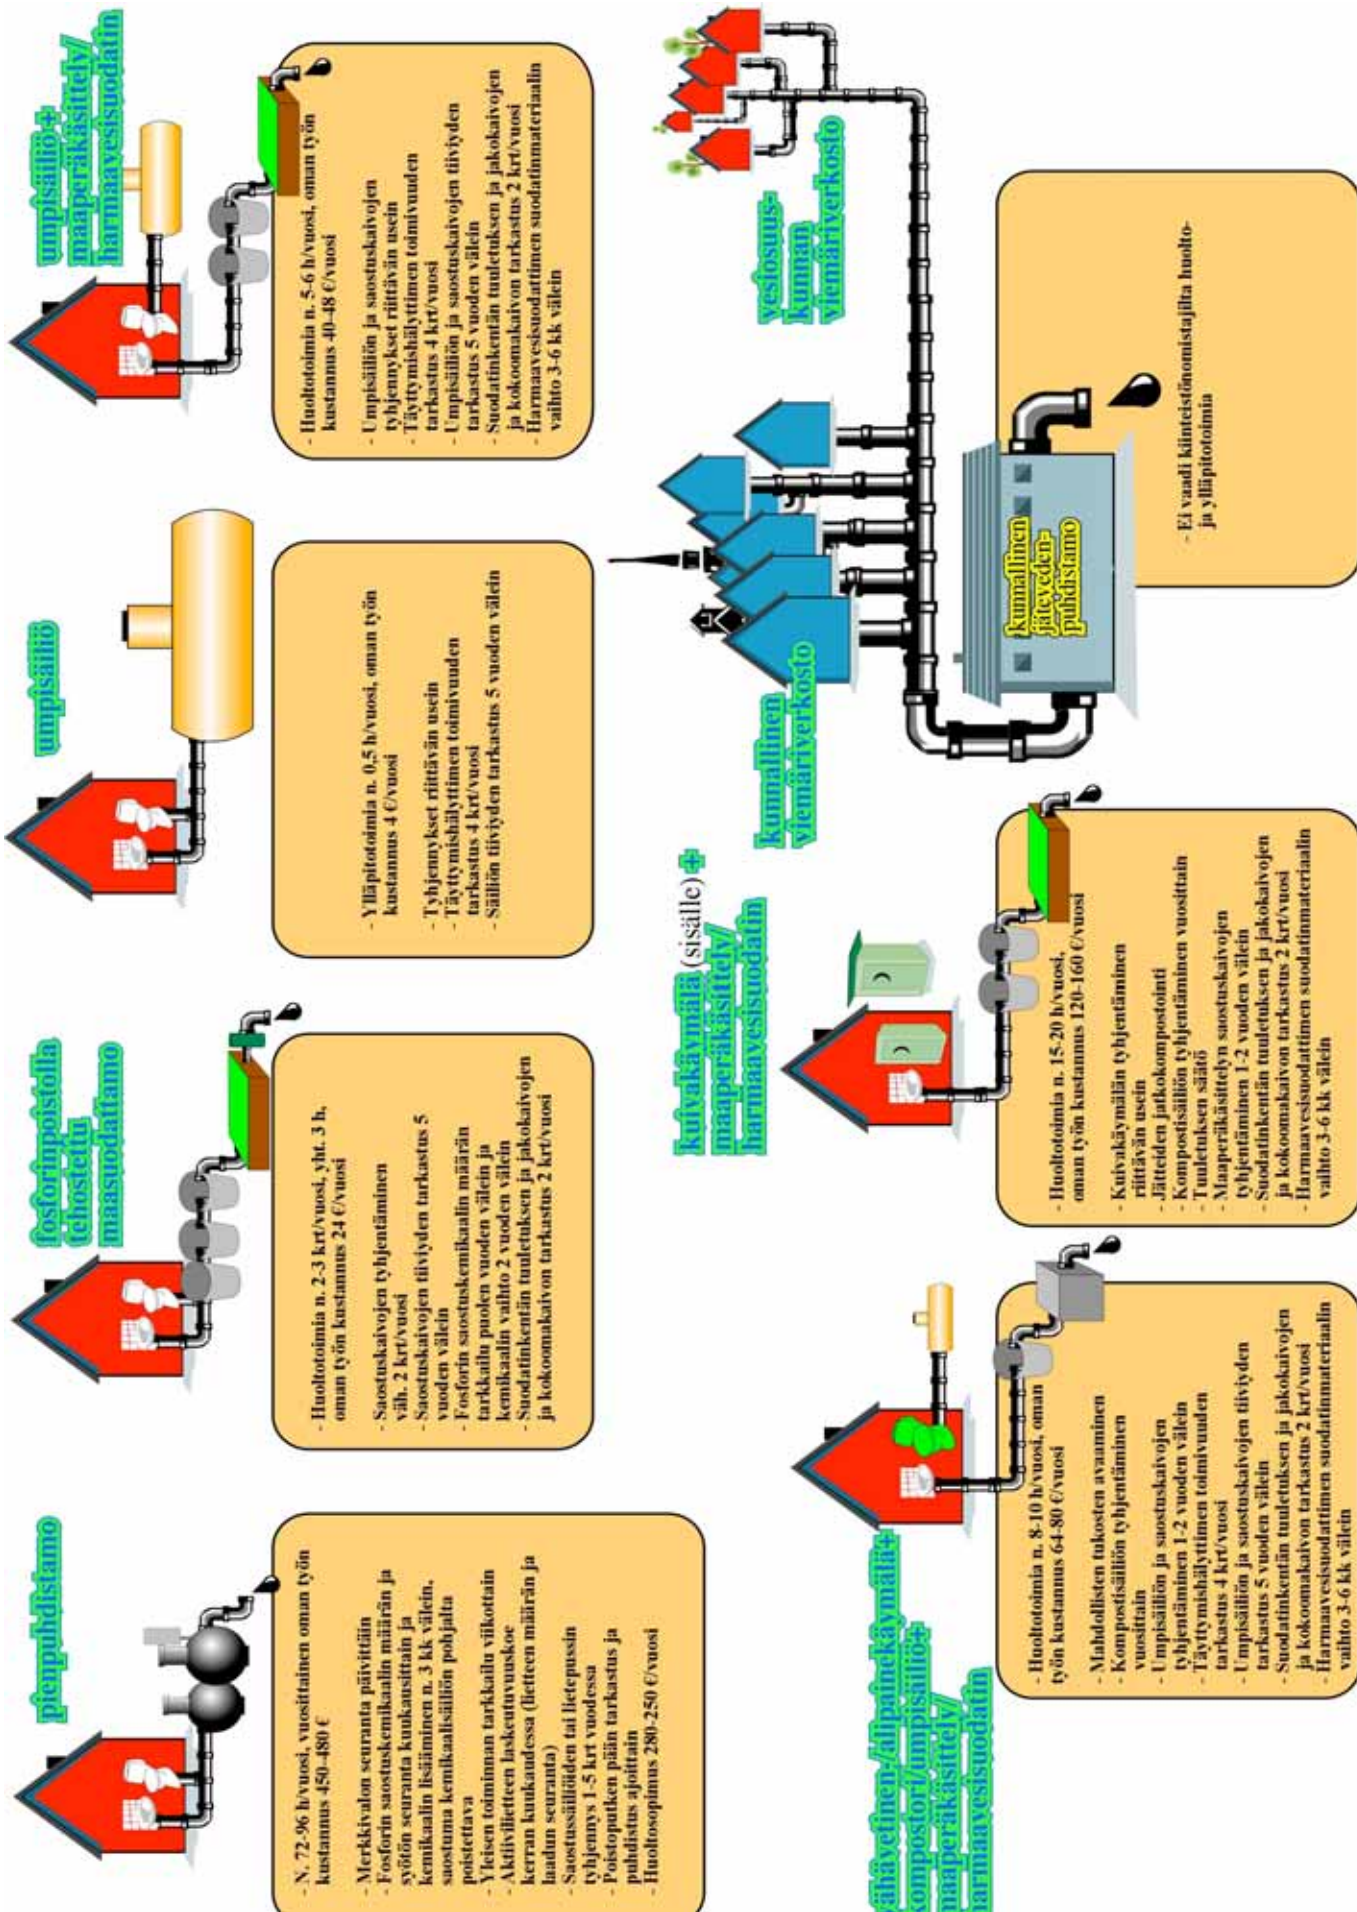 pienpuhdistamo
- N. 72-96 h/vuosi, vuosittainen oman työn
kustannus 450-480 €
- Merkkivalon seuranta päivittäin
- Fosforin saostuskemikaalin määrän ja
syötön seuranta kuukausittain ja
kemikaalin lisääminen n. 3 kk välein,
saostuma kemikaalisäiliön pohjalta
poistettava
- Yleisen toiminnan tarkkailu viikottain
- Aktiivilietteen laskeutuvuuskoe
kerran kuukaudessa (lietteen määrän ja
laadun seuranta)
- Saostussäiliöiden tai lietepussin
tyhjennys 1-5 krt vuodessa
- Poistoputken pään tarkastus ja
puhdistus ajoittain
- Huoltosopimus 280-250 €/vuosi
fosforinpoistolla
tehostettu
maasuodattamo
- Huoltotoimia n. 2-3 krt/vuosi, yht. 3 h,
oman työn kustannus 24 €/vuosi
- Saostuskaivojen tyhjentäminen
väh. 2 krt/vuosi
- Saostuskaivojen tiiviyden tarkastus 5
vuoden välein
- Fosforin saostuskemikaalin määrän
tarkkailu puolen vuoden välein ja
kemikaalin vaihto 2 vuoden välein
- Suodatinkentän tuuletuksen ja jakokaivojen
ja kokoomakaivon tarkastus 2 krt/vuosi
umpisäiliö
- Ylläpitotoimia n. 0,5 h/vuosi, oman työn
kustannus 4 €/vuosi
- Tyhjennykset riittävän usein
- Täyttymishälyttimen toimivuuden
tarkastus 4 krt/vuosi
- Säiliön tiiviyden tarkastus 5 vuoden välein
umpisäiliö+
maaperäkäsittely/
harmaavesisuodatin
- Huoltotoimia n. 5-6 h/vuosi, oman työn
kustannus 40-48 €/vuosi
- Umpisäiliön ja saostuskaivojen
tyhjennykset riittävän usein
- Täyttymishälyttimen toimivuuden
tarkastus 4 krt/vuosi
- Umpisäiliön ja saostuskaivojen tiiviyden
tarkastus 5 vuoden välein
- Suodatinkentän tuuletuksen ja jakokaivojen
ja kokoomakaivon tarkastus 2 krt/vuosi
- Harmaavesisuodattimen suodatinmateriaalin
vaihto 3-6 kk välein
vähävetinen-/alipainekäymälä+
kompostori/umpisäiliö+
maaperäkäsittely/
harmaavesisuodatin
- Huoltotoimia n. 8-10 h/vuosi, oman
työn kustannus 64-80 €/vuosi
- Mahdollisten tukosten avaaminen
- Kompostisäiliön tyhjentäminen
vuosittain
- Umpisäiliön ja saostuskaivojen
tyhjentäminen 1-2 vuoden välein
- Täyttymishälyttimen toimivuuden
tarkastus 4 krt/vuosi
- Umpisäiliön ja saostuskaivojen tiiviyden
tarkastus 5 vuoden välein
- Suodatinkentän tuuletuksen ja jakokaivojen
ja kokoomakaivon tarkastus 2 krt/vuosi
- Harmaavesisuodattimen suodatinmateriaalin
vaihto 3-6 kk välein
kuivakäymälä (sisälle) +
maaperäkäsittely/
harmaavesisuodatin
- Huoltotoimia n. 15-20 h/vuosi,
oman työn kustannus 120-160 €/vuosi
- Kuivakäymälän tyhjentäminen
riittävän usein
- Jätteiden jatkokompostointi
- Kompostisäiliön tyhjentäminen vuosittain
- Tuuletuksen säätö
- Maaperäkäsittelyn saostuskaivojen
tyhjentäminen 1-2 vuoden välein
- Suodatinkentän tuuletuksen ja jakokaivojen
ja kokoomakaivon tarkastus 2 krt/vuosi
- Harmaavesisuodattimen suodatinmateriaalin
vaihto 3-6 kk välein
kunnallinen
viemäriverkosto
vesiosuus-
kunnan
viemäriverkosto
kunnallinen
jäteveden-
puhdistamo
- Ei vaadi kiinteistönomistajilta huolto-
ja ylläpitotoimia